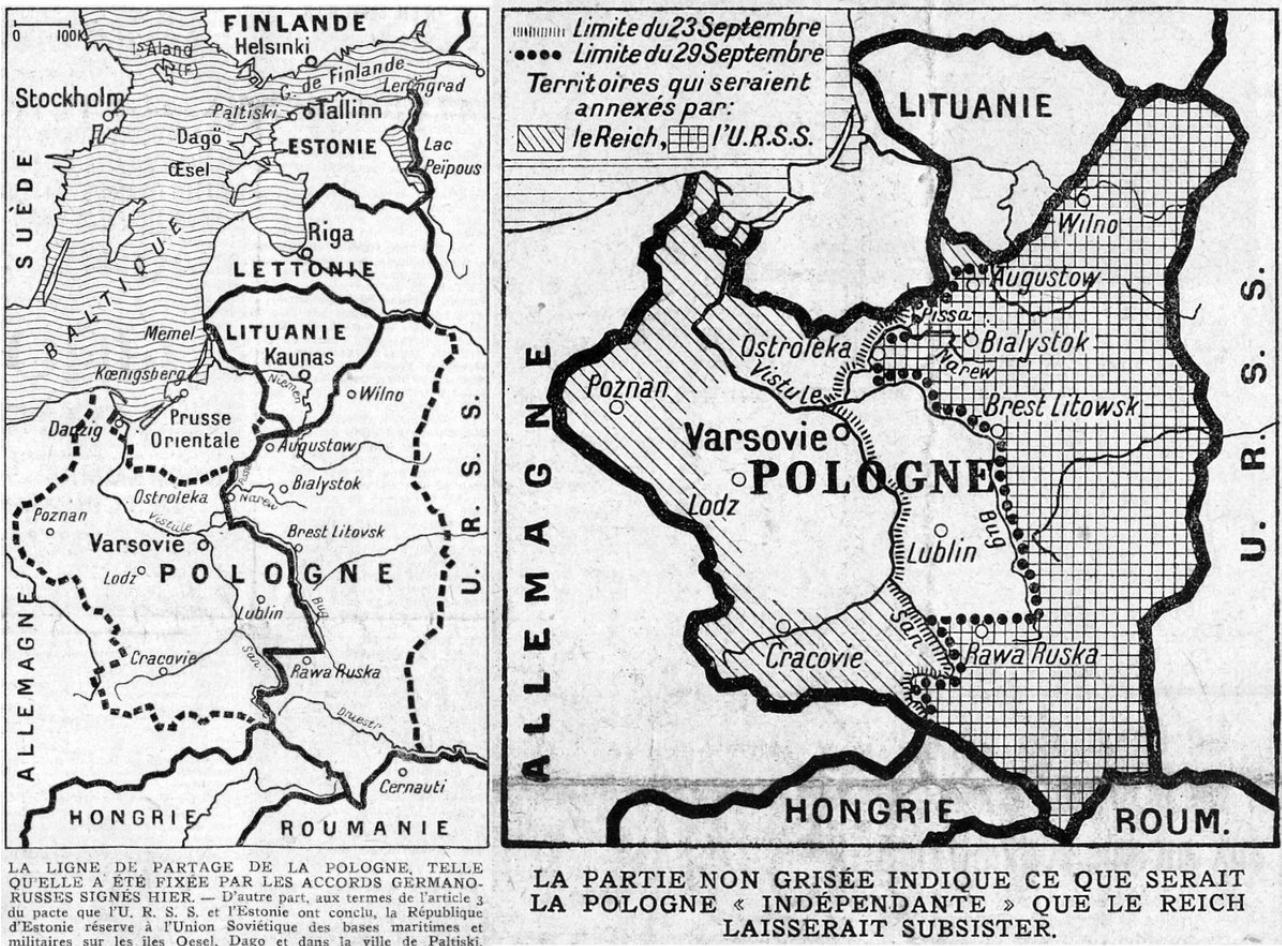 0 100K
FINLANDE
Helsinki
Åland
(F)
G. de Finlande
Leningrad
Stockholm
Paltiski
Tallinn
Dagö
ESTONIE
Lac
Peïpous
Œsel
SUÉDE
BALTIQUE
Riga
LETTONIE
Memel
LITUANIE
Kaunas
Kœnigsberg
Niemen
Wilno
Danzig
Prusse
Orientale
Augustow
Pissa
Ostroleka
Narew
Bialystok
Poznan
Vistule
Brest Litovsk
Varsovie
Lodz
POLOGNE
Bug
Lublin
U.R.S.S.
ALLEMAGNE
Cracovie
San
Rawa Ruska
Dniestr
Cernauti
HONGRIE
ROUMANIE
LA LIGNE DE PARTAGE DE LA POLOGNE, TELLE
QU'ELLE A ÉTÉ FIXÉE PAR LES ACCORDS GERMANO-
RUSSES SIGNÉS HIER. — D'autre part, aux termes de l'article 3
du pacte que l'U. R. S. S. et l'Estonie ont conclu, la République
d'Estonie réserve à l'Union Soviétique des bases maritimes et
militaires sur les îles Oesel, Dago et dans la ville de Paltiski.
Limite du 23 Septembre
Limite du 29 Septembre
Territoires qui seraient
annexés par:
le Reich, l'U.R.S.S.
LITUANIE
Wilno
Augustow
Pissa
Ostroleka
Bialystok
Narew
Vistule
Poznan
Brest Litowsk
Varsovie
POLOGNE
Lodz
Bug
Lublin
San
Cracovie
Rawa Ruska
ALLEMAGNE
U.R.S.S.
HONGRIE
ROUM.
LA PARTIE NON GRISÉE INDIQUE CE QUE SERAIT
LA POLOGNE « INDÉPENDANTE » QUE LE REICH
LAISSERAIT SUBSISTER.